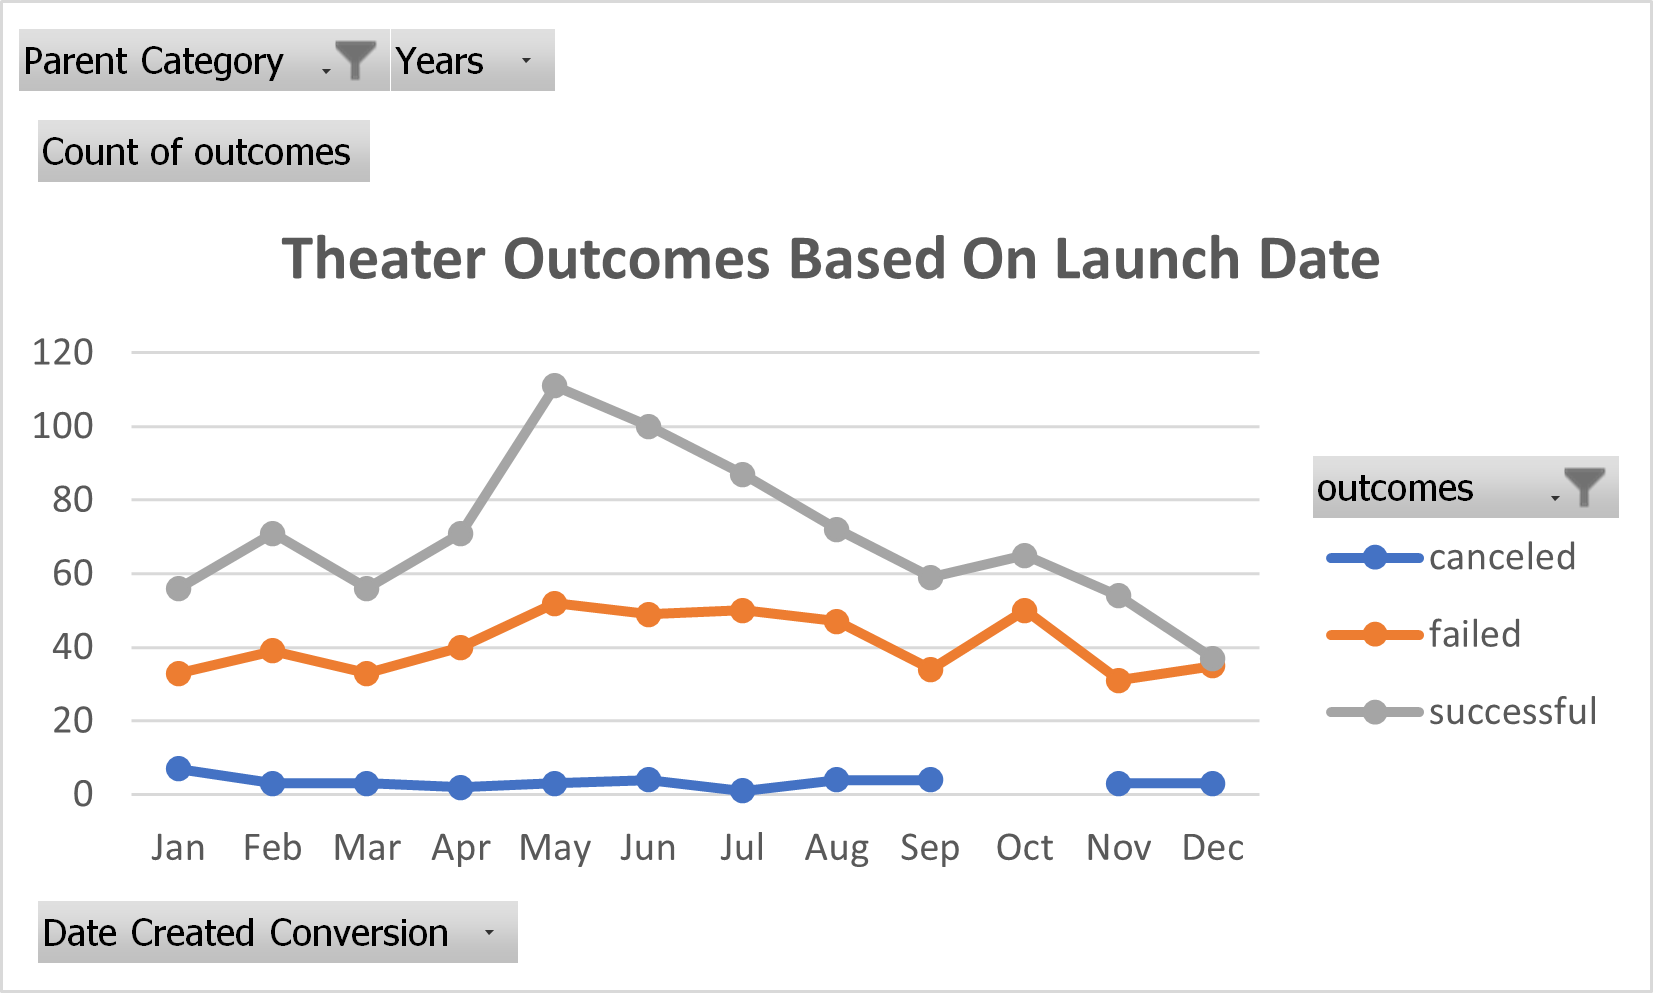 Parent Category Years
Count of outcomes
Theater Outcomes Based On Launch Date
120
100
80
60
40
20
0
Jan Feb Mar Apr May Jun Jul Aug Sep Oct Nov Dec
outcomes
canceled
failed
successful
Date Created Conversion